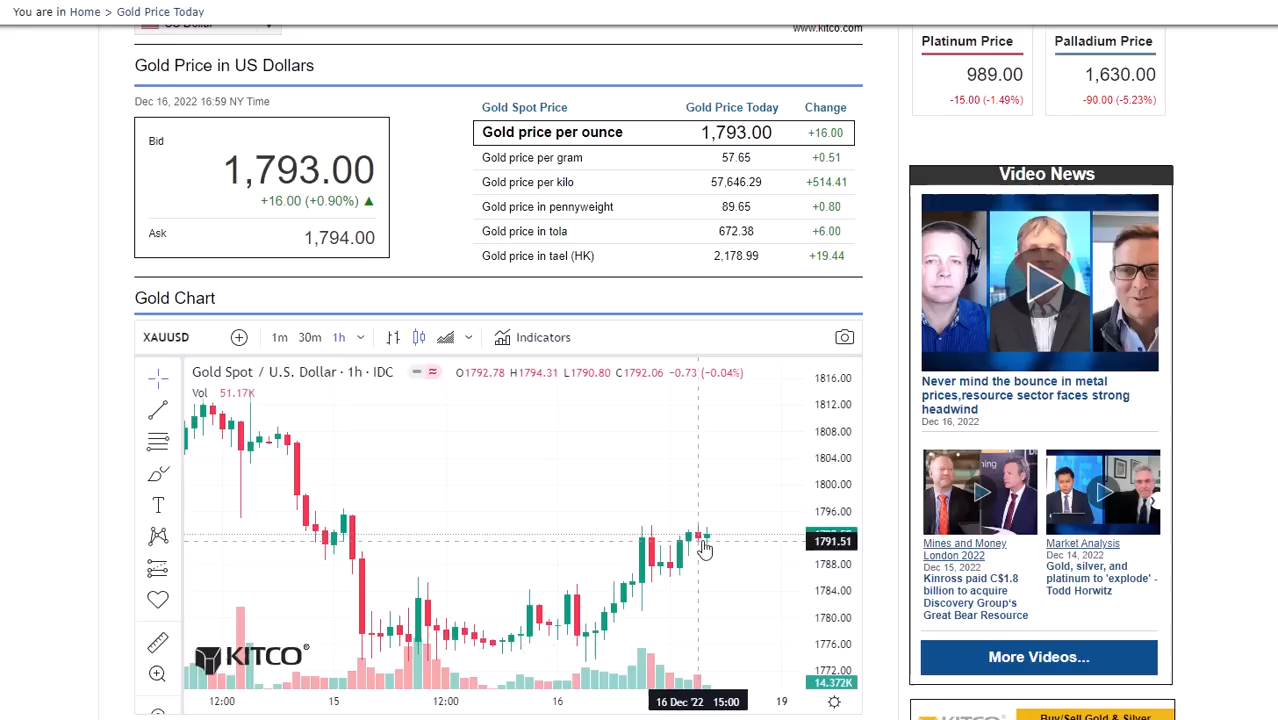 You are in Home > Gold Price Today
US Dollar
www.kitco.com
Gold Price in US Dollars
Dec 16, 2022 16:59 NY Time
Bid
1,793.00
+16.00 (+0.90%) ▲
Ask
1,794.00
Gold Spot Price Gold Price Today Change
Gold price per ounce 1,793.00 +16.00
Gold price per gram 57.65 +0.51
Gold price per kilo 57,646.29 +514.41
Gold price in pennyweight 89.65 +0.80
Gold price in tola 672.38 +6.00
Gold price in tael (HK) 2,178.99 +19.44
Gold Chart
XAUUSD 1m 30m 1h Indicators
Gold Spot / U.S. Dollar · 1h · IDC O1792.78 H1794.31 L1790.80 C1792.06 −0.73 (−0.04%)
Vol 51.17K
1816.00
1812.00
1808.00
1804.00
1800.00
1796.00
1791.51
1788.00
1784.00
1780.00
1776.00
1772.00
14.372K
KITCO®
12:00 15 12:00 16 16 Dec '22 15:00 19
Platinum Price
989.00
-15.00 (-1.49%)
Palladium Price
1,630.00
-90.00 (-5.23%)
Video News
Never mind the bounce in metal
prices,resource sector faces strong
headwind
Dec 16, 2022
Mines and Money
London 2022
Dec 15, 2022
Kinross paid C$1.8
billion to acquire
Discovery Group's
Great Bear Resource
Market Analysis
Dec 14, 2022
Gold, silver, and
platinum to 'explode' -
Todd Horwitz
More Videos...
KITCO
Buy/Sell Gold & Silver